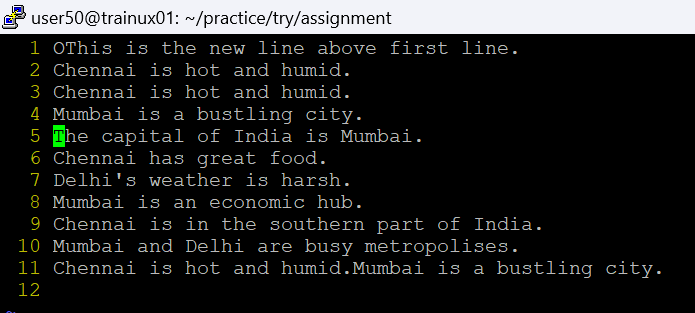 user50@trainux01: ~/practice/try/assignment
1 OThis is the new line above first line.
2 Chennai is hot and humid.
3 Chennai is hot and humid.
4 Mumbai is a bustling city.
5 The capital of India is Mumbai.
6 Chennai has great food.
7 Delhi's weather is harsh.
8 Mumbai is an economic hub.
9 Chennai is in the southern part of India.
10 Mumbai and Delhi are busy metropolises.
11 Chennai is hot and humid.Mumbai is a bustling city.
12